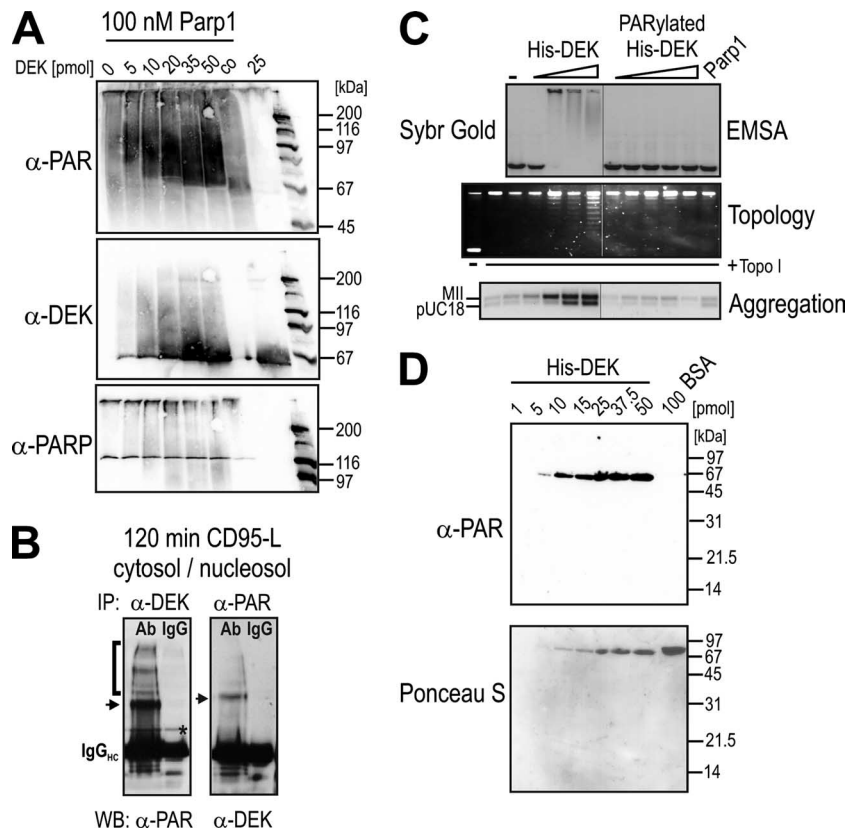 A
100 nM Parp1
DEK [pmol] 0 5 10 20 35 50 60 25
[kDa]
α-PAR
200
116
97
67
45
α-DEK
200
116
97
67
α-PARP
200
116
97
B
120 min CD95-L
cytosol / nucleosol
IP: α-DEK α-PAR
Ab IgG Ab IgG
*
IgGHC
WB: α-PAR α-DEK
C
His-DEK
PARylated
His-DEK
Parp1
-
Sybr Gold
EMSA
Topology
- +Topo I
MII
pUC18
Aggregation
D
His-DEK
BSA
1 5 10 15 25 37.5 50 100 [pmol]
[kDa]
α-PAR
97
67
45
31
21.5
14
Ponceau S
97
67
45
31
21.5
14